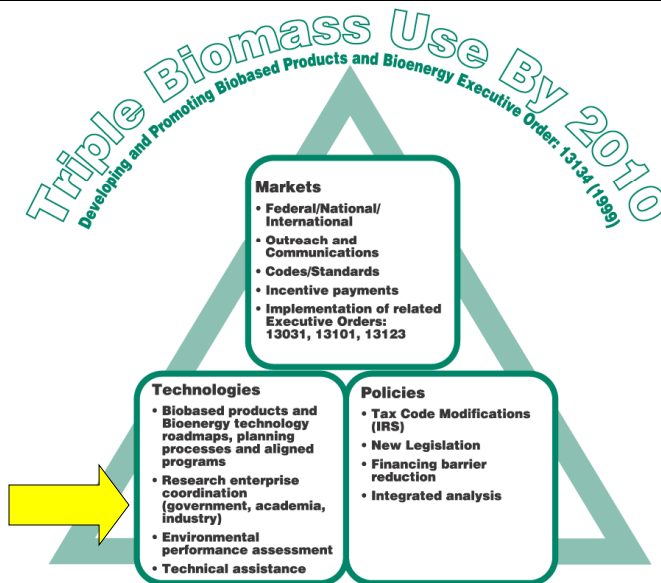 Triple Biomass Use By 2010
Developing and Promoting Biobased Products and Bioenergy Executive Order: 13134 (1999)
Markets
• Federal/National/
International
• Outreach and
Communications
• Codes/Standards
• Incentive payments
• Implementation of related
Executive Orders:
13031, 13101, 13123
Technologies
• Biobased products and
Bioenergy technology
roadmaps, planning
processes and aligned
programs
• Research enterprise
coordination
(government, academia,
industry)
• Environmental
performance assessment
• Technical assistance
Policies
• Tax Code Modifications
(IRS)
• New Legislation
• Financing barrier
reduction
• Integrated analysis